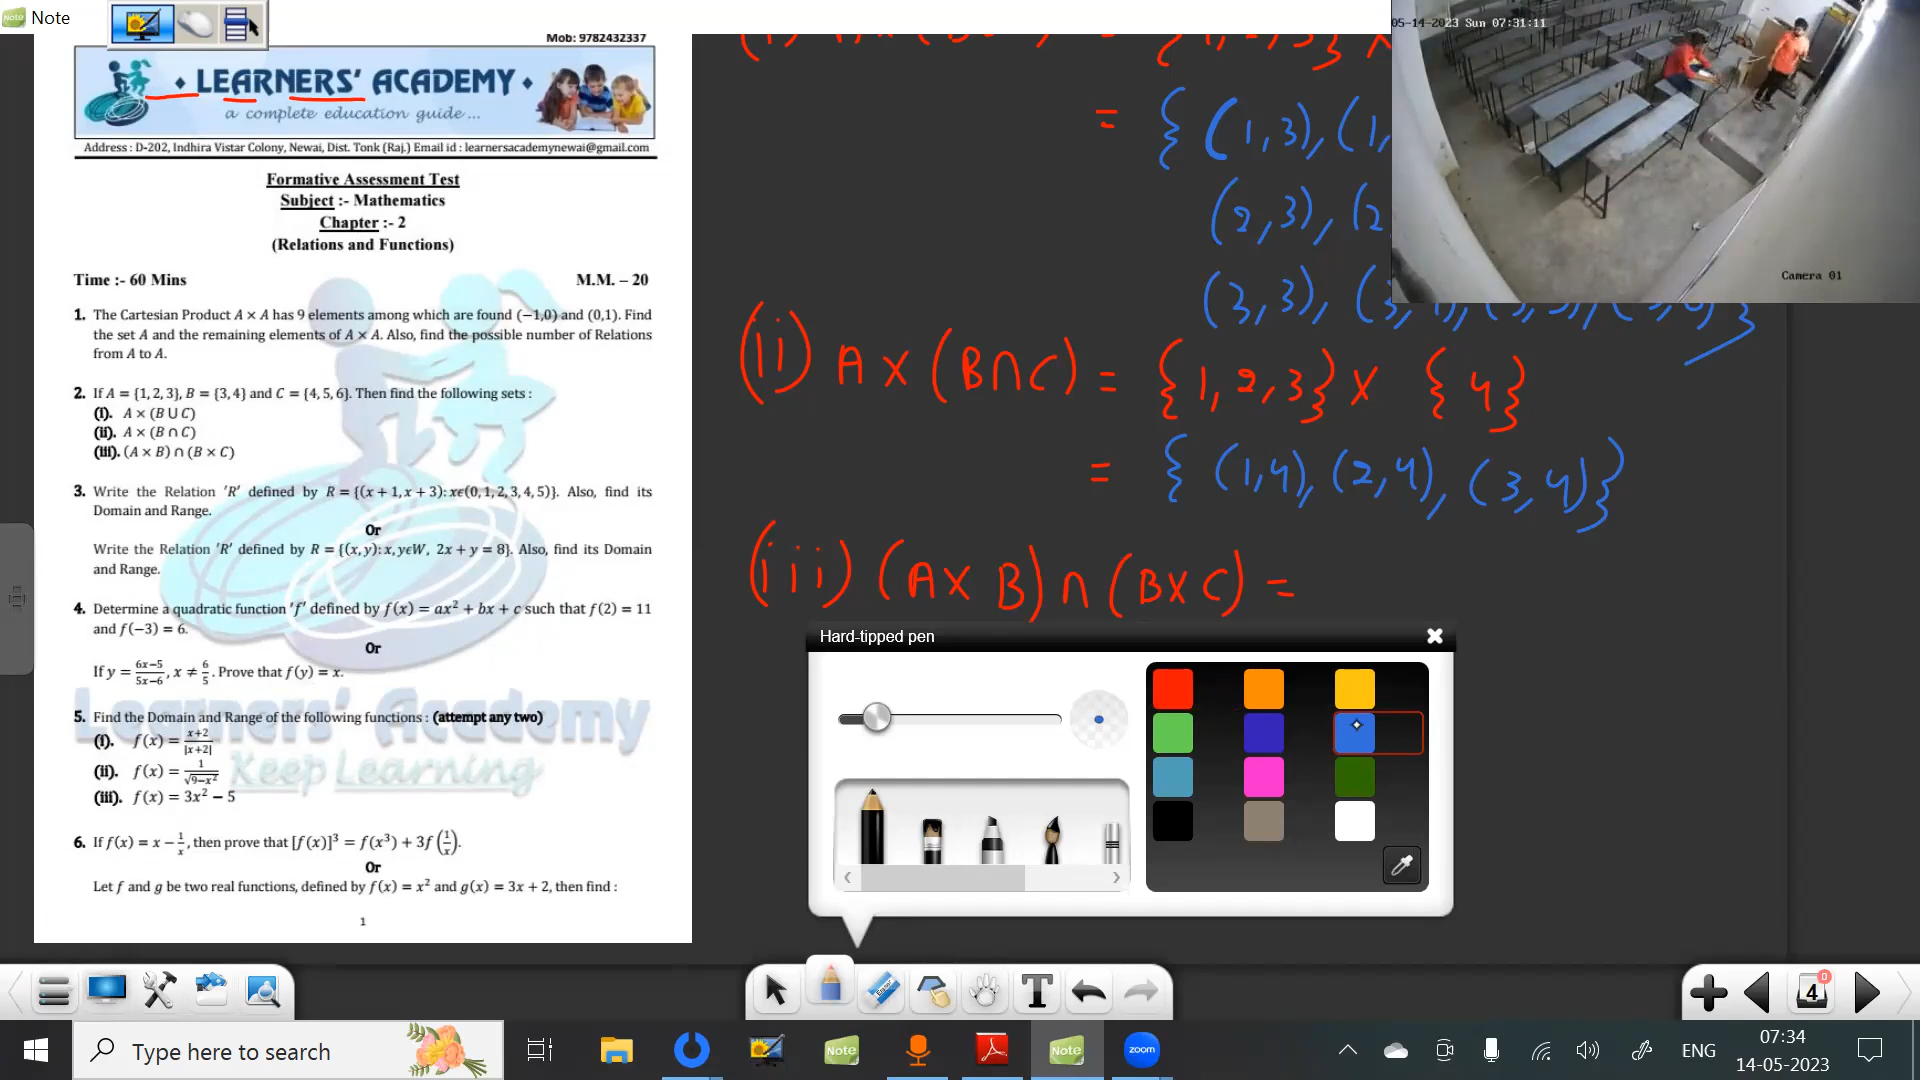 Note
Mob: 9782432337
LEARNERS' ACADEMY
a complete education guide ...
Address : D-202, Indhira Vistar Colony, Newai, Dist. Tonk (Raj.) Email id : learnersacademynewai@gmail.com
Formative Assessment Test
Subject :- Mathematics
Chapter :- 2
(Relations and Functions)
Time :- 60 Mins M.M. – 20
1. The Cartesian Product A × A has 9 elements among which are found (−1,0) and (0,1). Find
the set A and the remaining elements of A × A. Also, find the possible number of Relations
from A to A.
2. If A = {1, 2, 3}, B = {3, 4} and C = {4, 5, 6}. Then find the following sets :
(i). A × (B ∪ C)
(ii). A × (B ∩ C)
(iii). (A × B) ∩ (B × C)
3. Write the Relation 'R' defined by R = {(x + 1, x + 3): xϵ(0, 1, 2, 3, 4, 5)}. Also, find its
Domain and Range.
Or
Write the Relation 'R' defined by R = {(x, y): x, yϵW, 2x + y = 8}. Also, find its Domain
and Range.
4. Determine a quadratic function 'f' defined by f(x) = ax² + bx + c such that f(2) = 11
and f(−3) = 6.
Or
If y = (6x−5)/(5x−6), x ≠ 6/5. Prove that f(y) = x.
5. Find the Domain and Range of the following functions : (attempt any two)
(i). f(x) = (x+2)/|x+2|
(ii). f(x) = 1/√(9−x²)
(iii). f(x) = 3x² − 5
6. If f(x) = x − 1/x, then prove that [f(x)]³ = f(x³) + 3f(1/x).
Or
Let f and g be two real functions, defined by f(x) = x² and g(x) = 3x + 2, then find :
1
Learners' Academy
Keep Learning
= { (1,3), (1,
(2,3), (2,
(3,3), (3,
(ii) A × (B∩C) = {1,2,3} × {4}
= { (1,4), (2,4), (3,4)}
(iii) (A× B)∩(B×C) =
05-14-2023 Sun 07:31:11
Camera 01
Hard-tipped pen
Eraser
T
4
0
Type here to search
Note
Note
zoom
ENG
07:34
14-05-2023